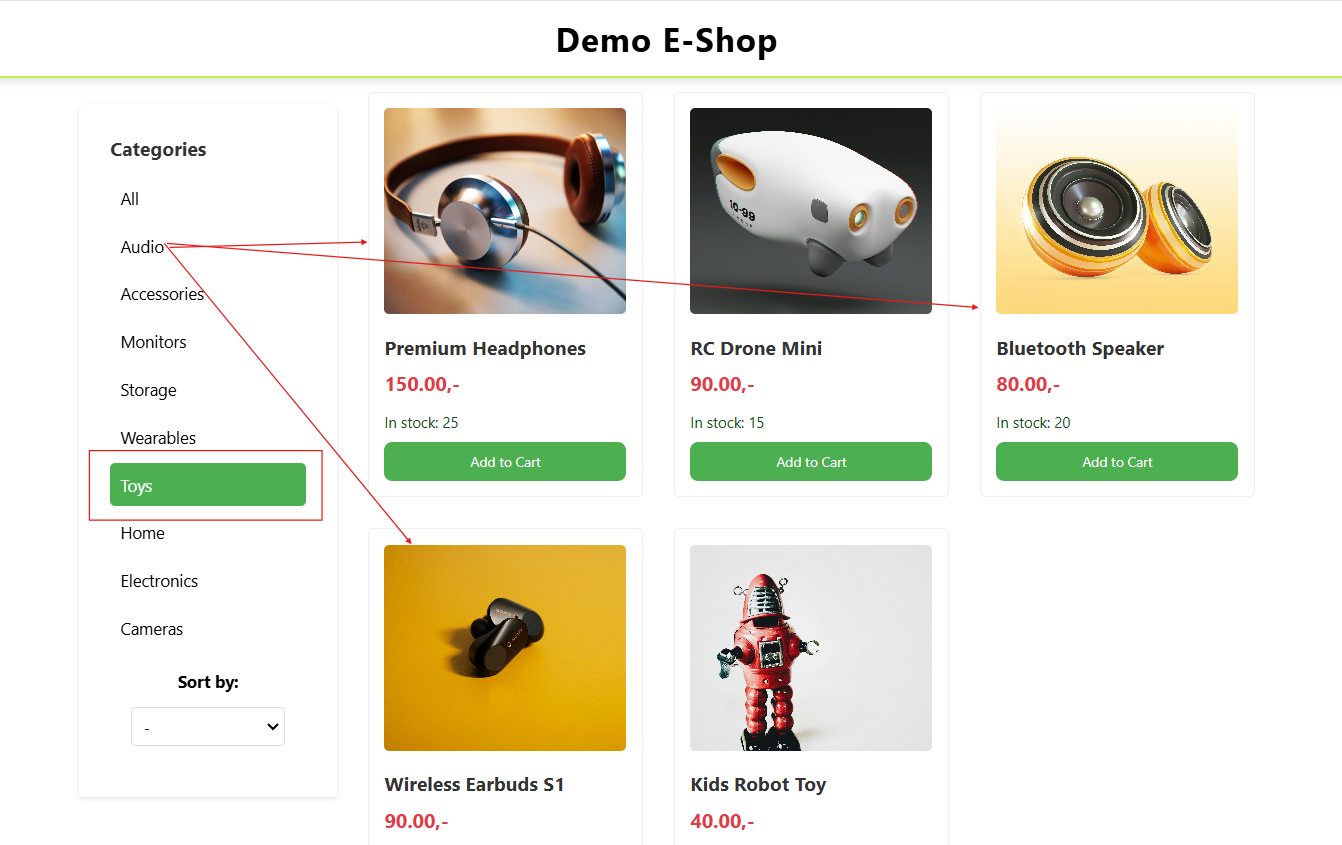 Demo E-Shop
Categories
All
Audio
Accessories
Monitors
Storage
Wearables
Toys
Home
Electronics
Cameras
Sort by:
-
10-99
Premium Headphones
150.00,-
In stock: 25
Add to Cart
RC Drone Mini
90.00,-
In stock: 15
Add to Cart
Bluetooth Speaker
80.00,-
In stock: 20
Add to Cart
Wireless Earbuds S1
90.00,-
Kids Robot Toy
40.00,-